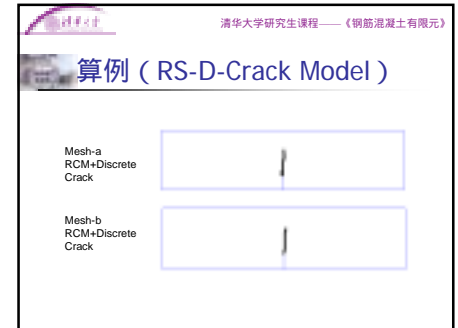 清华大学研究生课程——《钢筋混凝土有限元》
算例（RS-D-Crack Model）
Mesh-a
RCM+Discrete
Crack
Mesh-b
RCM+Discrete
Crack